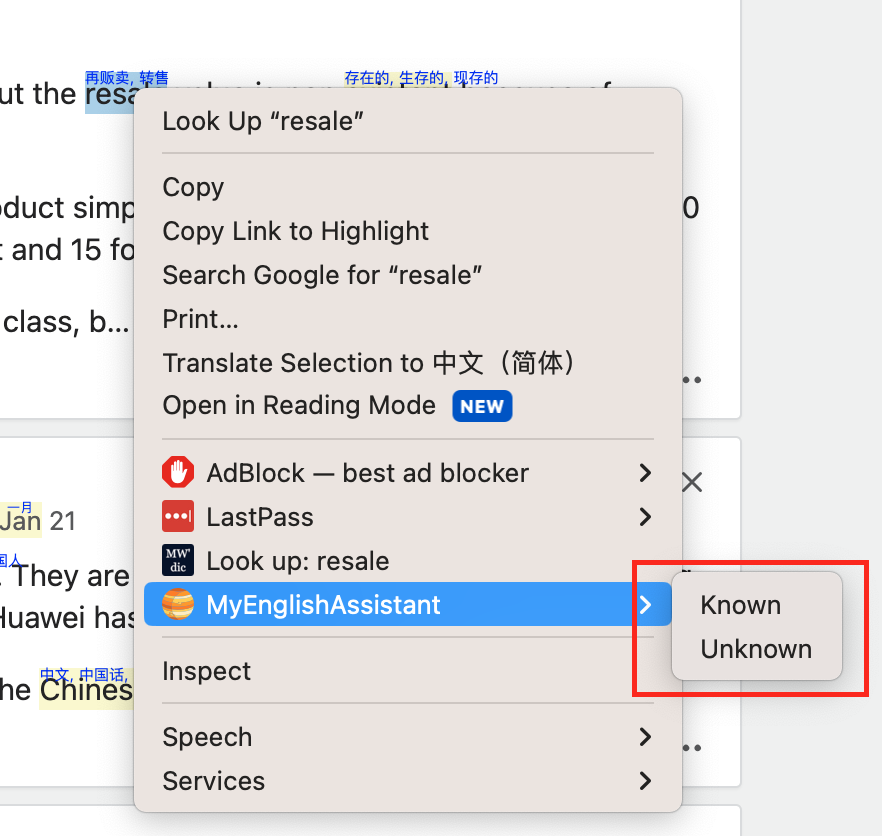 再贩卖, 转售
存在的, 生存的, 现存的
ut the resa
Look Up “resale”
Copy
oduct simp
0
Copy Link to Highlight
t and 15 fo
Search Google for “resale”
Print...
class, b...
Translate Selection to 中文（简体）
Open in Reading Mode NEW
AdBlock — best ad blocker
一月
Jan 21
LastPass
MW dic Look up: resale
国人
. They are
MyEnglishAssistant
Known
Huawei has
Unknown
中文, 中国话,
he Chines
Inspect
Speech
Services